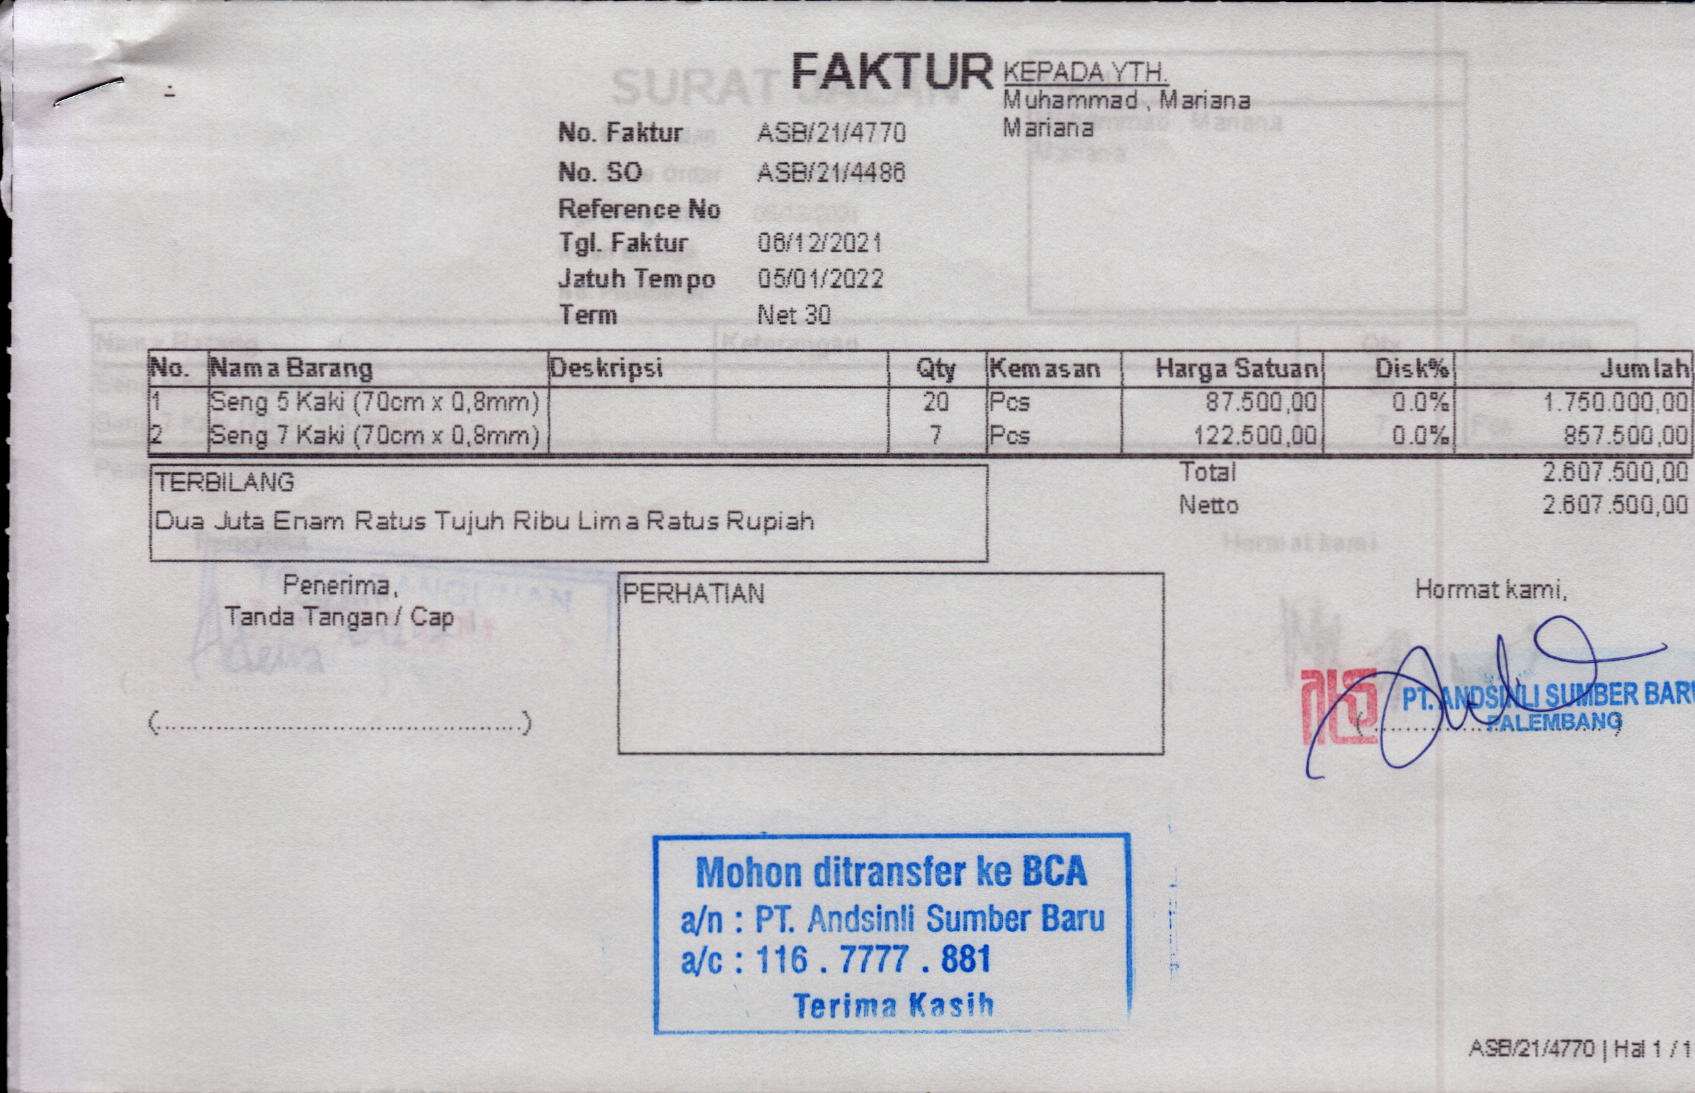 FAKTUR
KEPADA YTH.
Muhammad , Mariana
Mariana
No. Faktur ASB/21/4770
No. SO ASB/21/4486
Reference No
Tgl. Faktur 06/12/2021
Jatuh Tempo 05/01/2022
Term Net 30
No. Nama Barang Deskripsi Qty Kemasan Harga Satuan Disk% Jumlah
1 Seng 5 Kaki (70cm x 0,8mm) 20 Pcs 87.500,00 0.0% 1.750.000,00
2 Seng 7 Kaki (70cm x 0,8mm) 7 Pcs 122.500,00 0.0% 857.500,00
Total 2.607.500,00
Netto 2.607.500,00
TERBILANG
Dua Juta Enam Ratus Tujuh Ribu Lima Ratus Rupiah
Penerima,
Tanda Tangan / Cap
(..................................................)
PERHATIAN
Hormat kami,
PT. ANDSINLI SUMBER BARU
PALEMBANG
Mohon ditransfer ke BCA
a/n : PT. Andsinli Sumber Baru
a/c : 116 . 7777 . 881
Terima Kasih
ASB/21/4770 | Hal 1 / 1